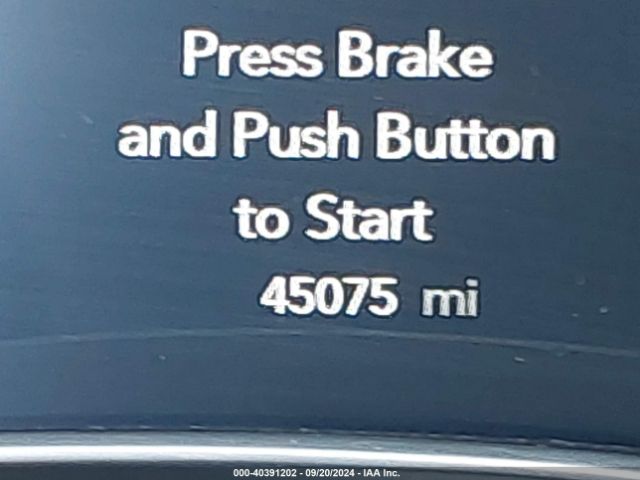 Press Brake
and Push Button
to Start
45075 mi
000-40391202 - 09/20/2024 - IAA Inc.